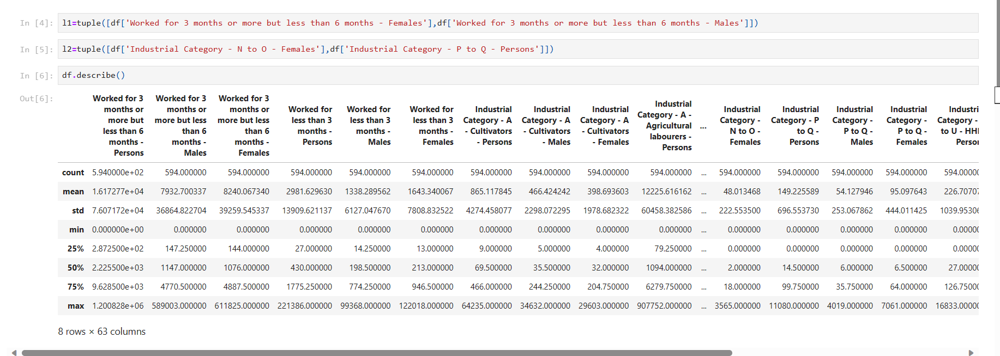 In [4]: l1=tuple([df['Worked for 3 months or more but less than 6 months - Females'],df['Worked for 3 months or more but less than 6 months - Males']])
In [5]: l2=tuple([df['Industrial Category - N to O - Females'],df['Industrial Category - P to Q - Persons']])
In [6]: df.describe()
Out[6]:
Worked for 3 months or more but less than 6 months - Persons
Worked for 3 months or more but less than 6 months - Males
Worked for 3 months or more but less than 6 months - Females
Worked for less than 3 months - Persons
Worked for less than 3 months - Males
Worked for less than 3 months - Females
Industrial Category - A - Cultivators - Persons
Industrial Category - A - Cultivators - Males
Industrial Category - A - Cultivators - Females
Industrial Category - A - Agricultural labourers - Persons
...
Industrial Category - N to O - Females
Industrial Category - P to Q - Persons
Industrial Category - P to Q - Males
Industrial Category - P to Q - Females
Industri Category - to U - HHI Persor
count 5.940000e+02 594.000000 594.000000 594.000000 594.000000 594.000000 594.000000 594.000000 594.000000 594.000000 ... 594.000000 594.000000 594.000000 594.000000 594.0000
mean 1.617277e+04 7932.700337 8240.067340 2981.629630 1338.289562 1643.340067 865.117845 466.424242 398.693603 12225.616162 ... 48.013468 149.225589 54.127946 95.097643 226.70707
std 7.607172e+04 36864.822704 39259.545337 13909.621137 6127.047670 7808.832522 4274.458077 2298.072295 1978.682322 60458.382586 ... 222.553500 696.553730 253.067862 444.011425 1039.95306
min 0.000000e+00 0.000000 0.000000 0.000000 0.000000 0.000000 0.000000 0.000000 0.000000 0.000000 ... 0.000000 0.000000 0.000000 0.000000 0.0000
25% 2.872500e+02 147.250000 144.000000 27.000000 14.250000 13.000000 9.000000 5.000000 4.000000 79.250000 ... 0.000000 0.000000 0.000000 0.000000 0.0000
50% 2.225500e+03 1147.000000 1076.000000 430.000000 198.500000 213.000000 69.500000 35.500000 32.000000 1094.000000 ... 2.000000 14.500000 6.000000 6.500000 27.0000
75% 9.628500e+03 4770.500000 4887.500000 1775.250000 774.250000 946.500000 466.000000 244.250000 204.750000 6279.750000 ... 18.000000 99.750000 35.750000 64.000000 126.7500
max 1.200828e+06 589003.000000 611825.000000 221386.000000 99368.000000 122018.000000 64235.000000 34632.000000 29603.000000 907752.000000 ... 3565.000000 11080.000000 4019.000000 7061.000000 16833.0000
8 rows × 63 columns